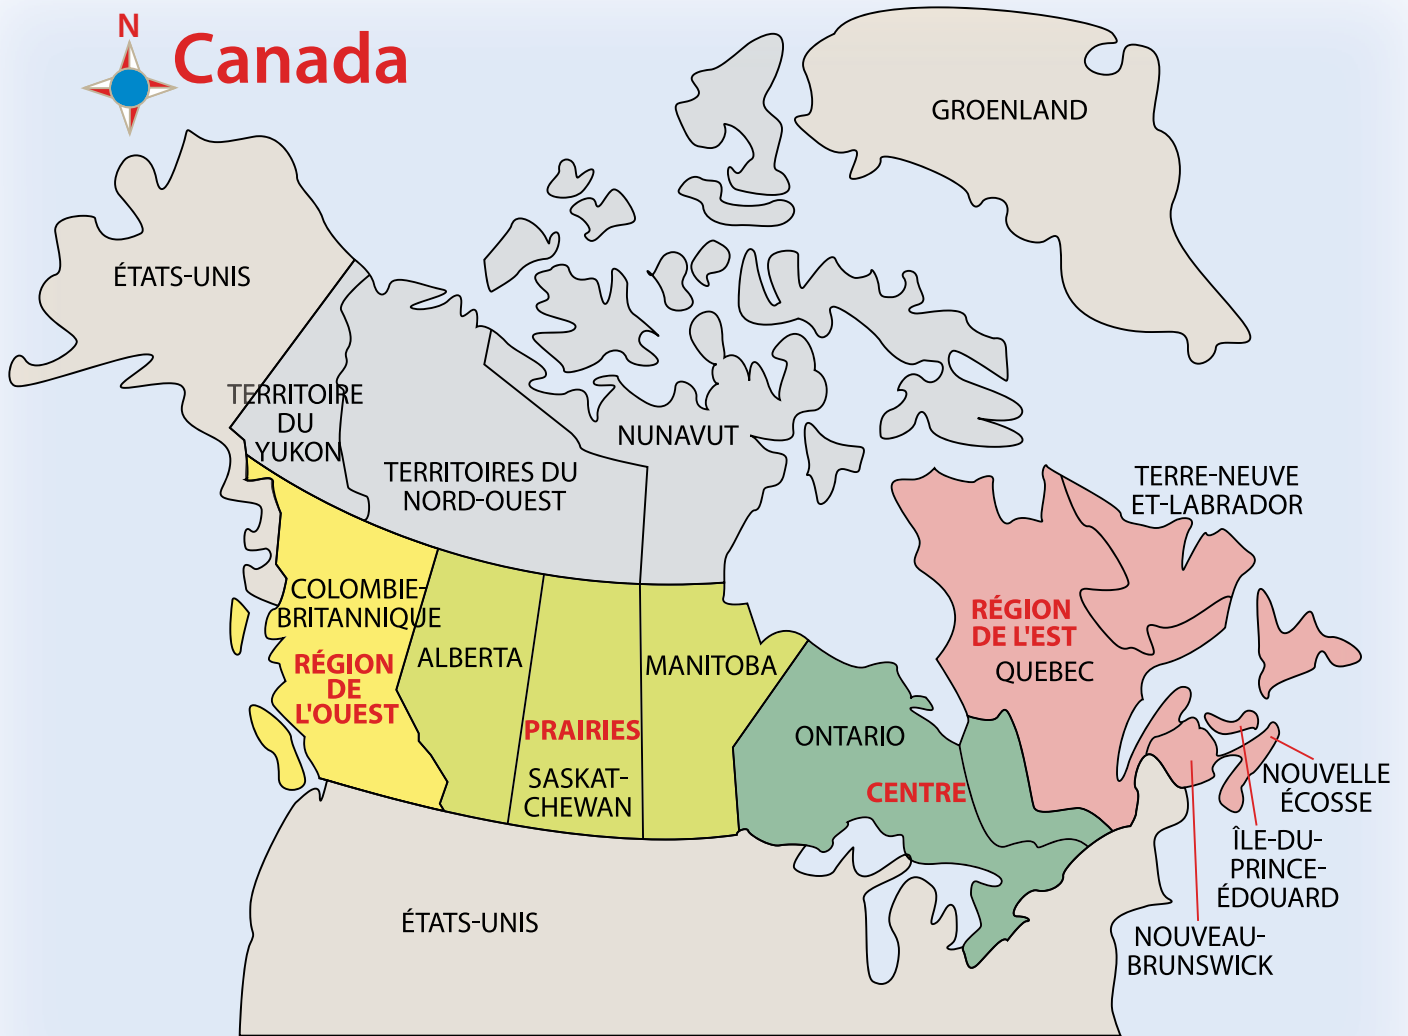 N
Canada
GROENLAND
ÉTATS-UNIS
TERRITOIRE
DU
YUKON
TERRITOIRES DU
NORD-OUEST
NUNAVUT
TERRE-NEUVE
ET-LABRADOR
COLOMBIE-
BRITANNIQUE
RÉGION
DE
L'OUEST
ALBERTA
PRAIRIES
SASKAT-
CHEWAN
MANITOBA
ONTARIO
CENTRE
RÉGION
DE L'EST
QUEBEC
NOUVELLE
ÉCOSSE
ÎLE-DU-
PRINCE-
ÉDOUARD
NOUVEAU-
BRUNSWICK
ÉTATS-UNIS